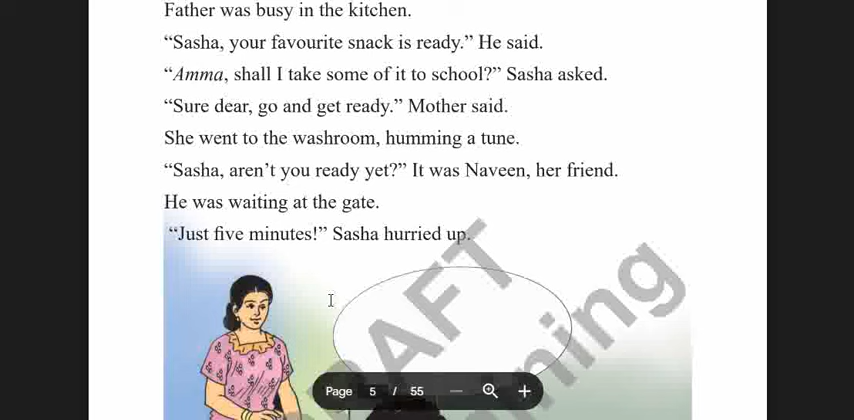 Father was busy in the kitchen.
“Sasha, your favourite snack is ready.” He said.
“Amma, shall I take some of it to school?” Sasha asked.
“Sure dear, go and get ready.” Mother said.
She went to the washroom, humming a tune.
“Sasha, aren’t you ready yet?” It was Naveen, her friend.
He was waiting at the gate.
“Just five minutes!” Sasha hurried up.
Page 5 / 55